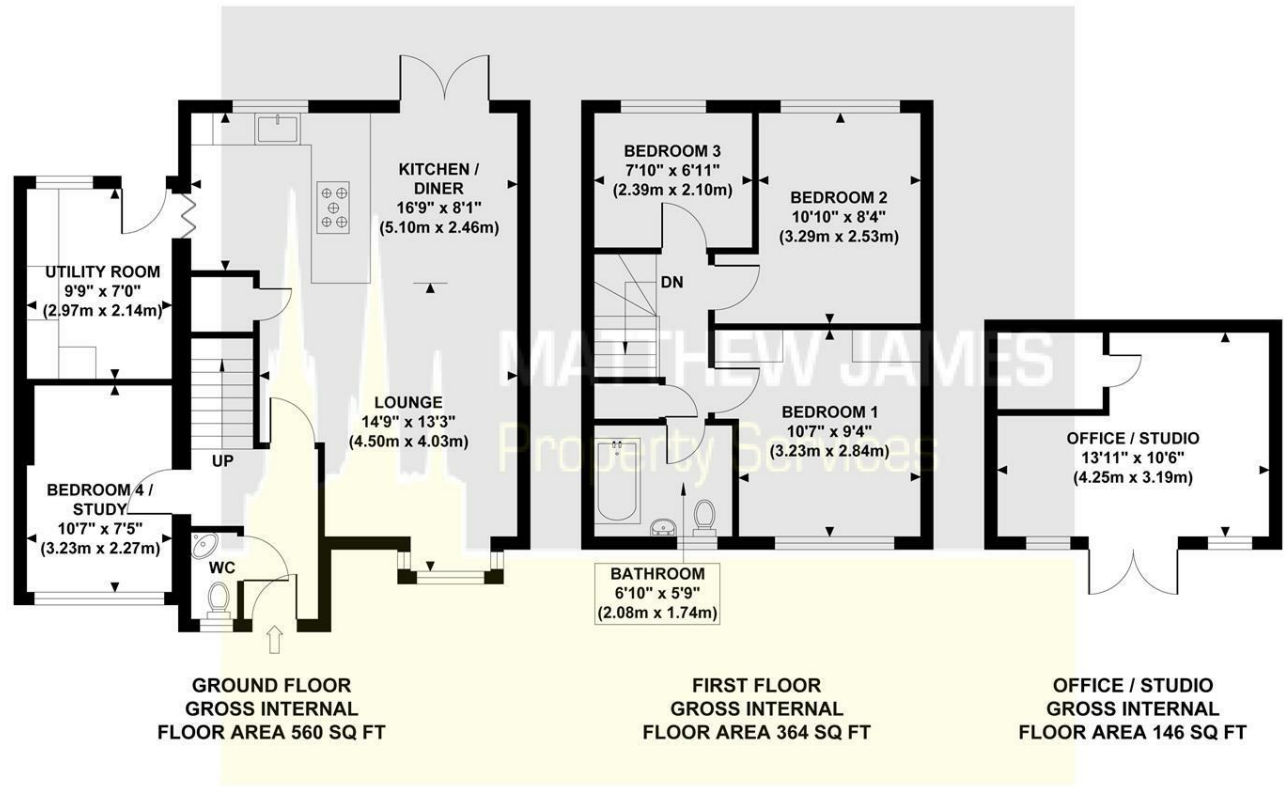 KITCHEN /
DINER
16'9" x 8'1"
(5.10m x 2.46m)
UTILITY ROOM
9'9" x 7'0"
(2.97m x 2.14m)
LOUNGE
14'9" x 13'3"
(4.50m x 4.03m)
UP
BEDROOM 4 /
STUDY
10'7" x 7'5"
(3.23m x 2.27m)
WC
BEDROOM 3
7'10" x 6'11"
(2.39m x 2.10m)
BEDROOM 2
10'10" x 8'4"
(3.29m x 2.53m)
DN
MATTHEW JAMES
Property Services
BEDROOM 1
10'7" x 9'4"
(3.23m x 2.84m)
BATHROOM
6'10" x 5'9"
(2.08m x 1.74m)
OFFICE / STUDIO
13'11" x 10'6"
(4.25m x 3.19m)
GROUND FLOOR
GROSS INTERNAL
FLOOR AREA 560 SQ FT
FIRST FLOOR
GROSS INTERNAL
FLOOR AREA 364 SQ FT
OFFICE / STUDIO
GROSS INTERNAL
FLOOR AREA 146 SQ FT